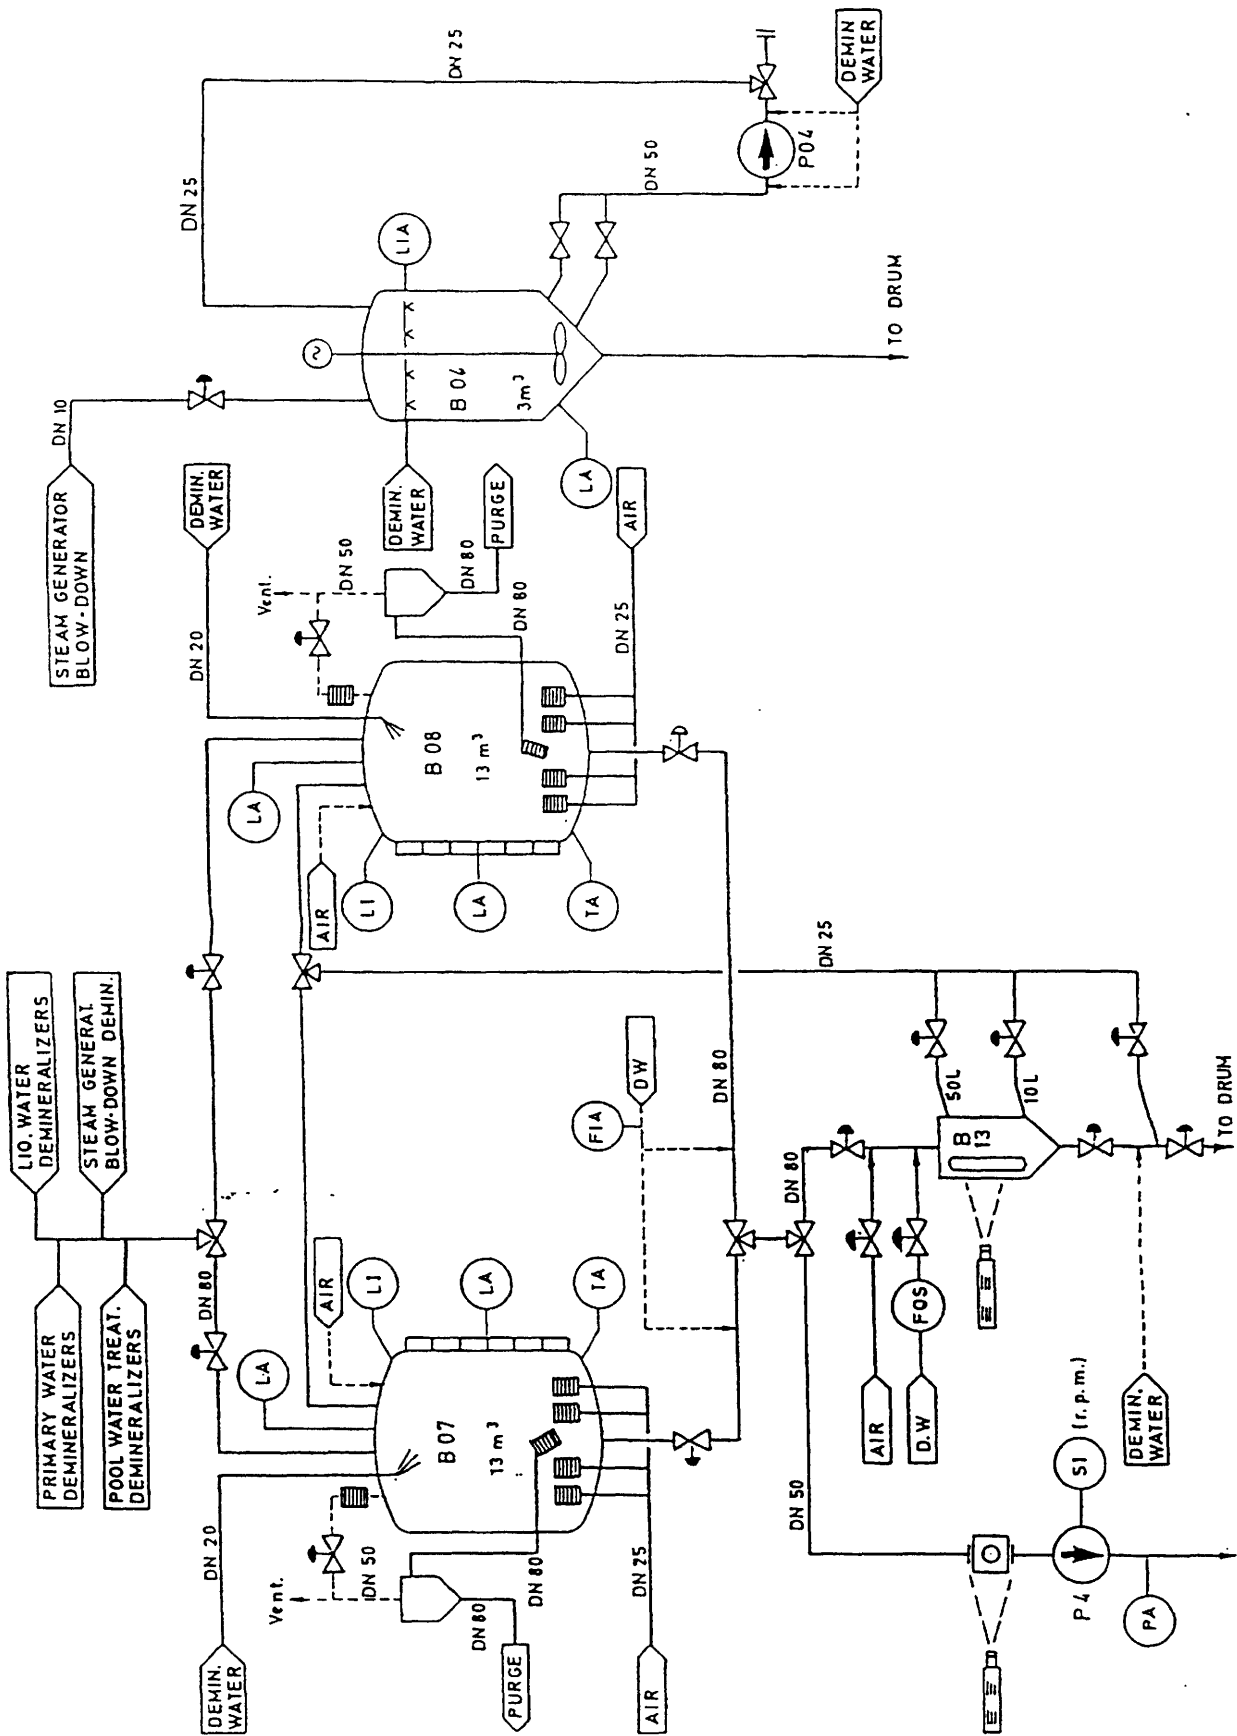 LIQ. WATER
DEMINERALIZERS
STEAM GENERAT.
BLOW-DOWN DEMIN.
PRIMARY WATER
DEMINERALIZERS
POOL WATER TREAT.
DEMINERALIZERS
STEAM GENERATOR
BLOW-DOWN
DN 10
DN 25
DN 25
DEMIN.
WATER
DN 20
DN 80
DN 20
DEMIN.
WATER
Vent.
DN 50
LA
AIR
LI
LA
TA
B 07
13 m³
DN 80
DN 80
PURGE
DN 25
AIR
LA
AIR
LI
LA
TA
B 08
13 m³
Vent.
DN 50
DN 80
PURGE
DN 80
DN 25
AIR
DEMIN.
WATER
LIA
B 04
3m³
LA
DN 50
P04
DEMIN
WATER
TO DRUM
FIA
DW
DN 80
DN 25
DN 80
50L
10L
B
13
AIR
FQS
D.W
DEMIN.
WATER
TO DRUM
DN 50
SI
(r.p.m.)
P4
PA